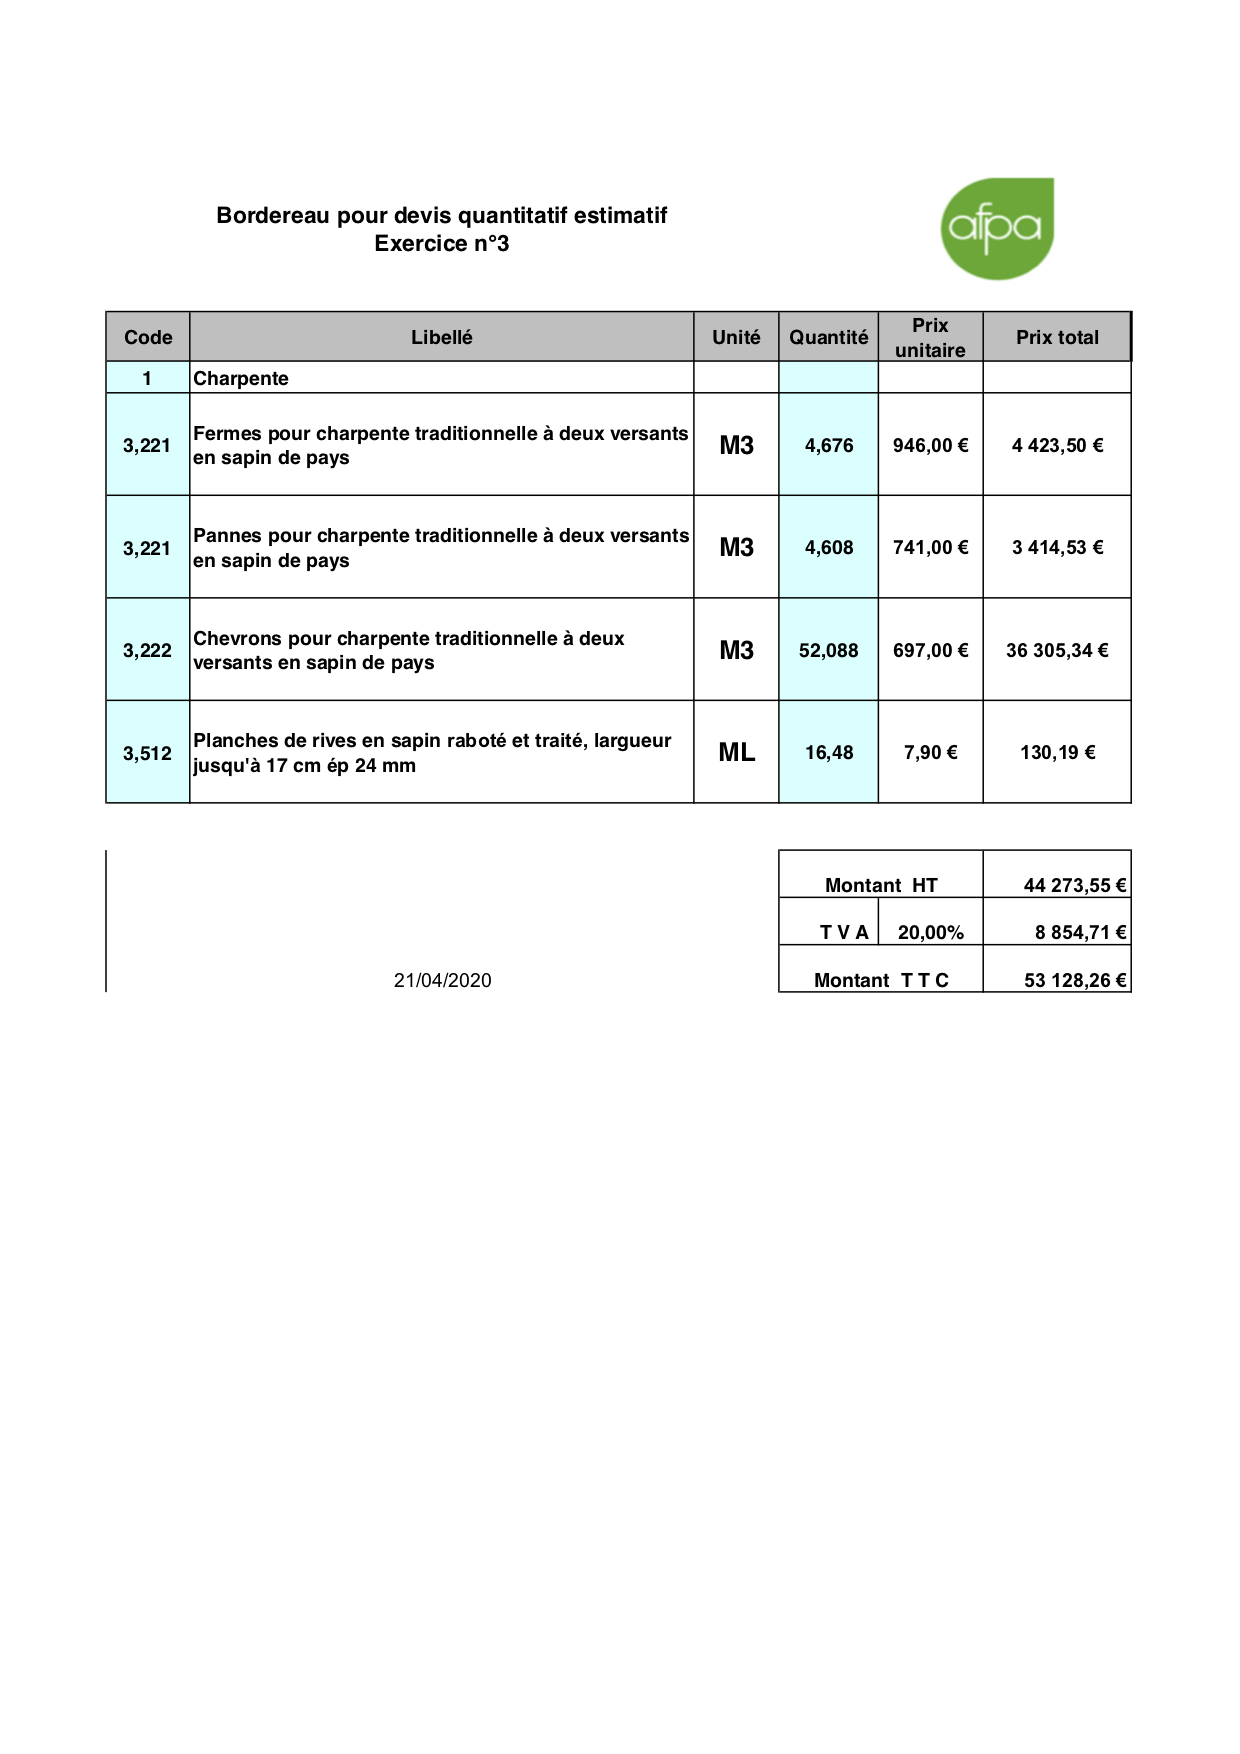 Bordereau pour devis quantitatif estimatif
Exercice n°3
afpa
Code Libellé Unité Quantité Prix unitaire Prix total
1 Charpente
3,221 Fermes pour charpente traditionnelle à deux versants
en sapin de pays M3 4,676 946,00 € 4 423,50 €
3,221 Pannes pour charpente traditionnelle à deux versants
en sapin de pays M3 4,608 741,00 € 3 414,53 €
3,222 Chevrons pour charpente traditionnelle à deux
versants en sapin de pays M3 52,088 697,00 € 36 305,34 €
3,512 Planches de rives en sapin raboté et traité, largueur
jusqu'à 17 cm ép 24 mm ML 16,48 7,90 € 130,19 €
Montant HT 44 273,55 €
T V A 20,00% 8 854,71 €
21/04/2020 Montant T T C 53 128,26 €